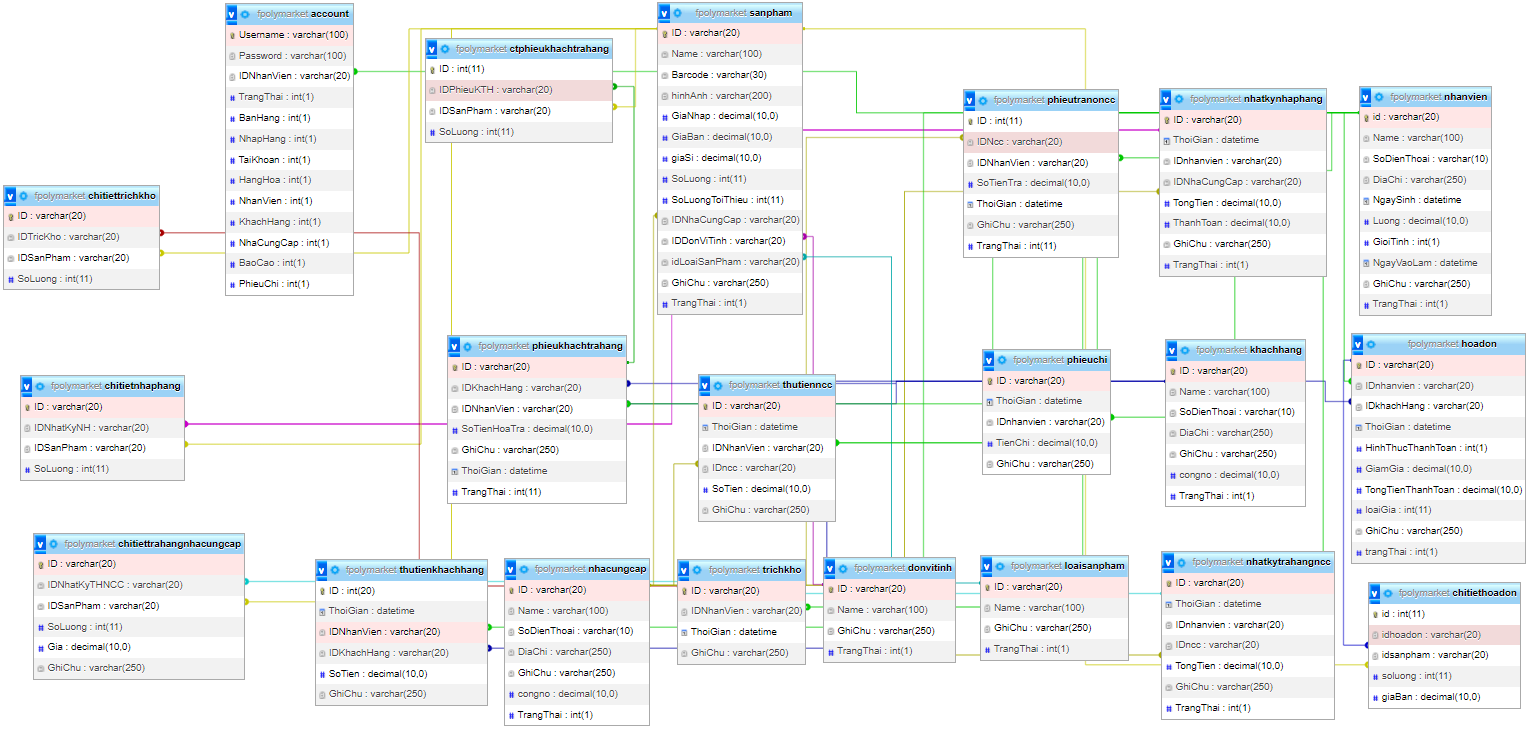 fpolymarket account
Username : varchar(100)
Password : varchar(100)
IDNhanVien : varchar(20)
TrangThai : int(1)
BanHang : int(1)
NhapHang : int(1)
TaiKhoan : int(1)
HangHoa : int(1)
NhanVien : int(1)
KhachHang : int(1)
NhaCungCap : int(1)
BaoCao : int(1)
PhieuChi : int(1)
fpolymarket ctphieukhachtrahang
ID : int(11)
IDPhieuKTH : varchar(20)
IDSanPham : varchar(20)
SoLuong : int(11)
fpolymarket sanpham
ID : varchar(20)
Name : varchar(100)
Barcode : varchar(30)
hinhAnh : varchar(200)
GiaNhap : decimal(10,0)
GiaBan : decimal(10,0)
giaSi : decimal(10,0)
SoLuong : int(11)
SoLuongToiThieu : int(11)
IDNhaCungCap : varchar(20)
IDDonViTinh : varchar(20)
idLoaiSanPham : varchar(20)
GhiChu : varchar(250)
TrangThai : int(1)
fpolymarket phieutranoncc
ID : int(11)
IDNcc : varchar(20)
IDNhanVien : varchar(20)
SoTienTra : decimal(10,0)
ThoiGian : datetime
GhiChu : varchar(250)
TrangThai : int(11)
fpolymarket nhatkynhaphang
ID : varchar(20)
ThoiGian : datetime
IDnhanvien : varchar(20)
IDNhaCungCap : varchar(20)
TongTien : decimal(10,0)
ThanhToan : decimal(10,0)
GhiChu : varchar(250)
TrangThai : int(1)
fpolymarket nhanvien
id : varchar(20)
Name : varchar(100)
SoDienThoai : varchar(10)
DiaChi : varchar(250)
NgaySinh : datetime
Luong : decimal(10,0)
GioiTinh : int(1)
NgayVaoLam : datetime
GhiChu : varchar(250)
TrangThai : int(1)
fpolymarket chitiettrichkho
ID : varchar(20)
IDTricKho : varchar(20)
IDSanPham : varchar(20)
SoLuong : int(11)
fpolymarket chitietnhaphang
ID : varchar(20)
IDNhatKyNH : varchar(20)
IDSanPham : varchar(20)
SoLuong : int(11)
fpolymarket phieukhachtrahang
ID : varchar(20)
IDKhachHang : varchar(20)
IDNhanVien : varchar(20)
SoTienHoaTra : decimal(10,0)
GhiChu : varchar(250)
ThoiGian : datetime
TrangThai : int(11)
fpolymarket thutienncc
ID : varchar(20)
ThoiGian : datetime
IDNhanVien : varchar(20)
IDncc : varchar(20)
SoTien : decimal(10,0)
GhiChu : varchar(250)
fpolymarket phieuchi
ID : varchar(20)
ThoiGian : datetime
IDnhanvien : varchar(20)
TienChi : decimal(10,0)
GhiChu : varchar(250)
fpolymarket khachhang
ID : varchar(20)
Name : varchar(100)
SoDienThoai : varchar(10)
DiaChi : varchar(250)
GhiChu : varchar(250)
congno : decimal(10,0)
TrangThai : int(1)
fpolymarket hoadon
ID : varchar(20)
IDnhanvien : varchar(20)
IDkhachHang : varchar(20)
ThoiGian : datetime
HinhThucThanhToan : int(1)
GiamGia : decimal(10,0)
TongTienThanhToan : decimal(10,0)
loaiGia : int(11)
GhiChu : varchar(250)
trangThai : int(1)
fpolymarket chitiettrahangnhacungcap
ID : varchar(20)
IDNhatKyTHNCC : varchar(20)
IDSanPham : varchar(20)
SoLuong : int(11)
Gia : decimal(10,0)
GhiChu : varchar(250)
fpolymarket thutienkhachhang
ID : int(20)
ThoiGian : datetime
IDNhanVien : varchar(20)
IDKhachHang : varchar(20)
SoTien : decimal(10,0)
GhiChu : varchar(250)
fpolymarket nhacungcap
ID : varchar(20)
Name : varchar(100)
SoDienThoai : varchar(10)
DiaChi : varchar(250)
GhiChu : varchar(250)
congno : decimal(10,0)
TrangThai : int(1)
fpolymarket trichkho
ID : varchar(20)
IDNhanVien : varchar(20)
ThoiGian : datetime
GhiChu : varchar(250)
fpolymarket donvitinh
ID : varchar(20)
Name : varchar(100)
GhiChu : varchar(250)
TrangThai : int(1)
fpolymarket loaisanpham
ID : varchar(20)
Name : varchar(100)
GhiChu : varchar(250)
TrangThai : int(1)
fpolymarket nhatkytrahangncc
ID : varchar(20)
ThoiGian : datetime
IDnhanvien : varchar(20)
IDncc : varchar(20)
TongTien : decimal(10,0)
GhiChu : varchar(250)
TrangThai : int(1)
fpolymarket chitiethoadon
id : int(11)
idhoadon : varchar(20)
idsanpham : varchar(20)
soluong : int(11)
giaBan : decimal(10,0)